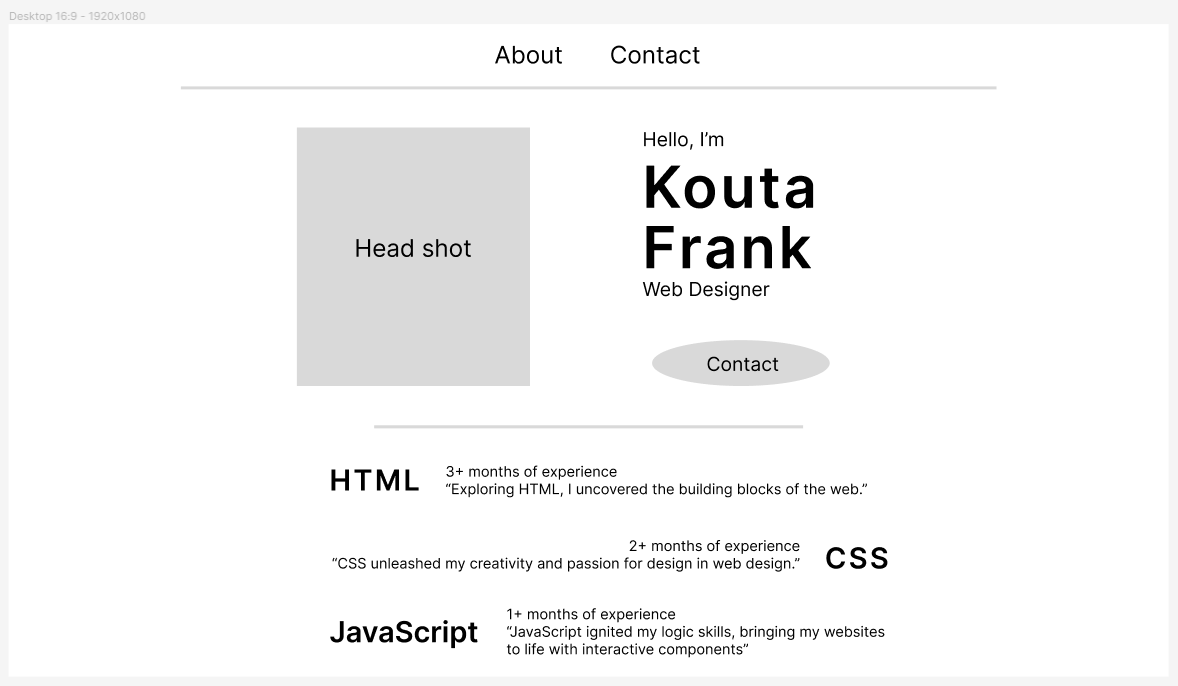 Desktop 16:9 - 1920x1080
About Contact
Head shot
Hello, I’m
Kouta
Frank
Web Designer
Contact
HTML
3+ months of experience
“Exploring HTML, I uncovered the building blocks of the web.”
2+ months of experience
“CSS unleashed my creativity and passion for design in web design.”
CSS
JavaScript
1+ months of experience
“JavaScript ignited my logic skills, bringing my websites
to life with interactive components”